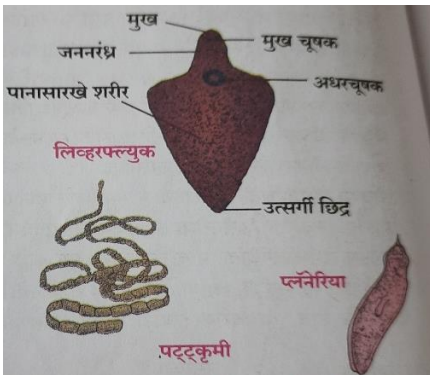 मुख
मुख चूषक
जननरंध्र
अधरचूषक
पानासारखे शरीर
लिव्हरफ्ल्युक
उत्सर्गी छिद्र
प्लॅनेरिया
पट्टकृमी